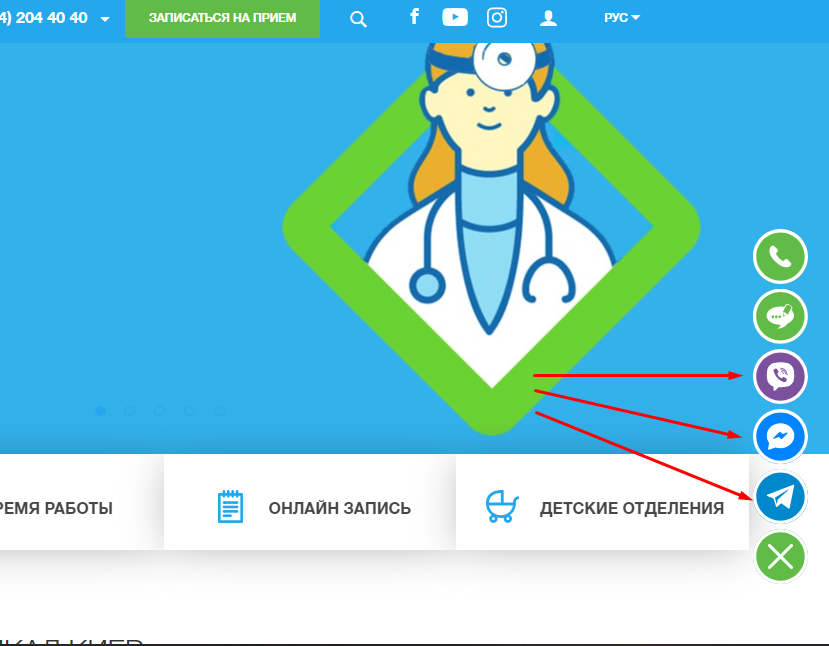 4) 204 40 40
ЗАПИСАТЬСЯ НА ПРИЕМ
f
РУС
РЕМЯ РАБОТЫ
ОНЛАЙН ЗАПИСЬ
ДЕТСКИЕ ОТДЕЛЕНИЯ